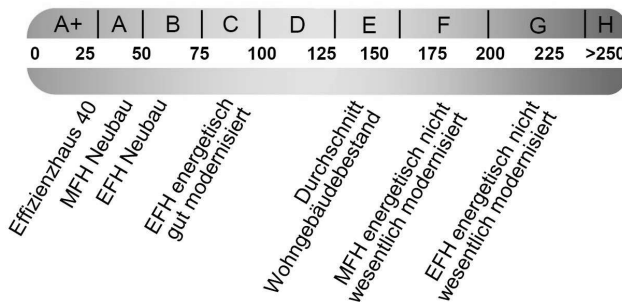 A+ A B C D E F G H
0 25 50 75 100 125 150 175 200 225 >250
Effizienzhaus 40
MFH Neubau
EFH Neubau
EFH energetisch
gut modernisiert
Durchschnitt
Wohngebäudebestand
MFH energetisch nicht
wesentlich modernisiert
EFH energetisch nicht
wesentlich modernisiert